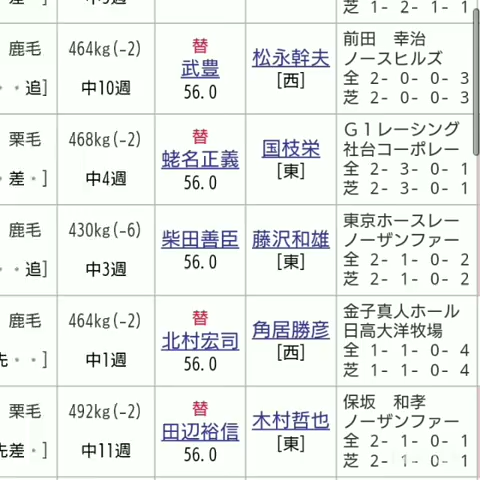 芝 1- 2- 1- 1
鹿毛 464kg(-2) 替 武豊 56.0 松永幹夫 [西] 前田 幸治
ノースヒルズ
・・追] 中10週 全 2- 0- 0- 3
芝 2- 0- 0- 3
栗毛 468kg(-2) 替 蛯名正義 56.0 国枝栄 [東] G1レーシング
社台コーポレー
・差・] 中4週 全 2- 3- 0- 1
芝 2- 3- 0- 1
鹿毛 430kg(-6) 柴田善臣 56.0 藤沢和雄 [東] 東京ホースレー
ノーザンファー
・・追] 中3週 全 2- 1- 0- 2
芝 2- 1- 0- 2
鹿毛 464kg(-2) 替 北村宏司 56.0 角居勝彦 [西] 金子真人ホール
日高大洋牧場
先・・] 中1週 全 1- 1- 0- 4
芝 1- 1- 0- 4
栗毛 492kg(-2) 替 田辺裕信 56.0 木村哲也 [東] 保坂 和孝
ノーザンファー
先差・] 中11週 全 2- 1- 0- 1
芝 2- 1- 0- 1